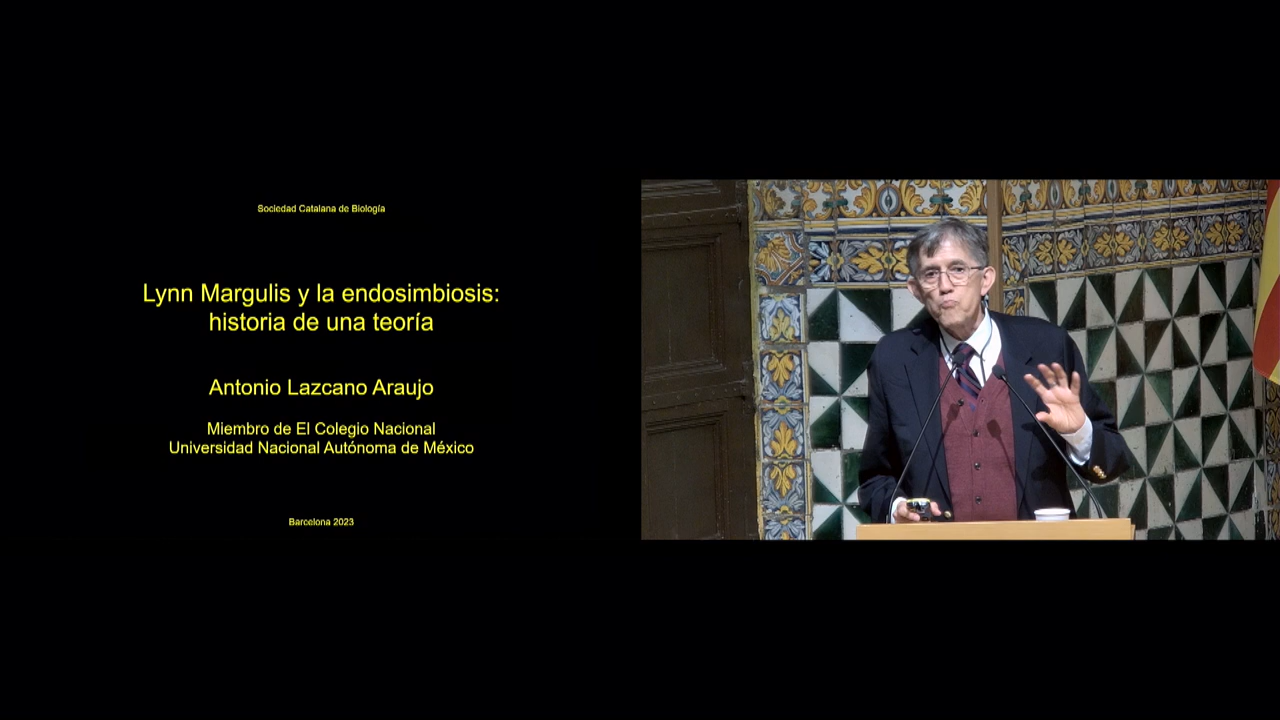 Sociedad Catalana de Biología
Lynn Margulis y la endosimbiosis:
historia de una teoría
Antonio Lazcano Araujo
Miembro de El Colegio Nacional
Universidad Nacional Autónoma de México
Barcelona 2023